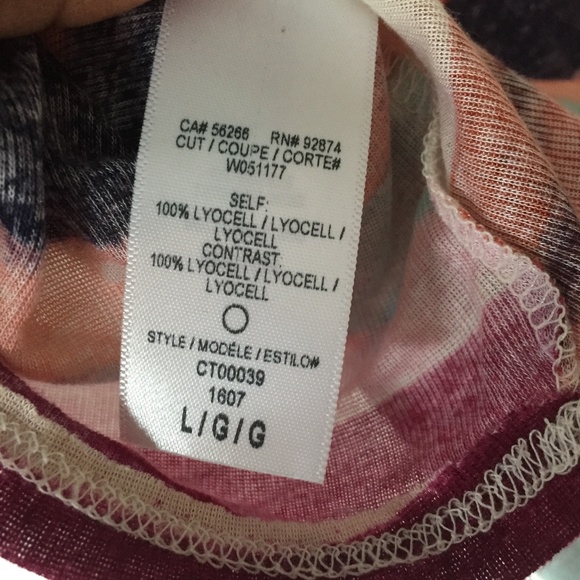 CA# 56266 RN# 92874
CUT / COUPE / CORTE#
W051177
SELF:
100% LYOCELL / LYOCELL /
LYOCELL
CONTRAST:
100% LYOCELL / LYOCELL /
LYOCELL
STYLE / MODÈLE / ESTILO#
CT00039
1607
L / G / G